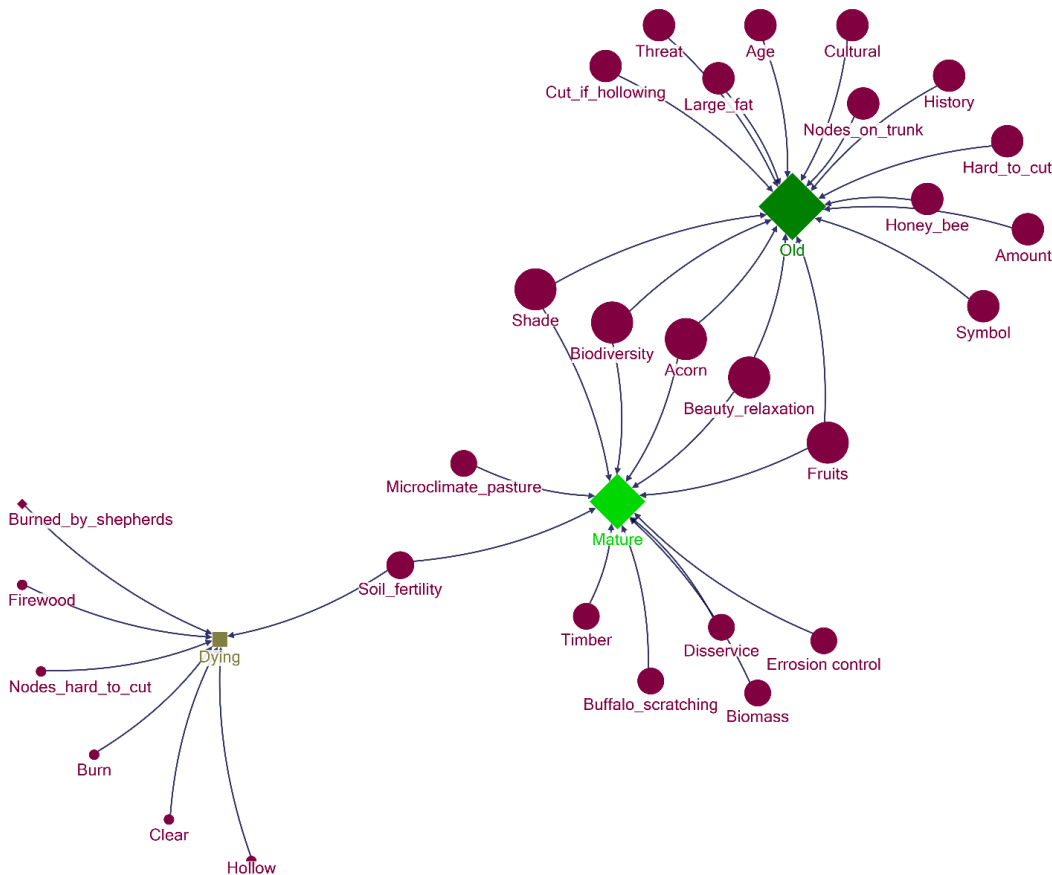 Threat
Age
Cultural
Cut_if_hollowing
Large_fat
History
Nodes_on_trunk
Hard_to_cut
Honey_bee
Old
Amount
Shade
Symbol
Biodiversity
Acorn
Beauty_relaxation
Fruits
Microclimate_pasture
Burned_by_shepherds
Mature
Soil_fertility
Firewood
Timber
Disservice
Errosion control
Dying
Nodes_hard_to_cut
Buffalo_scratching
Biomass
Burn
Clear
Hollow